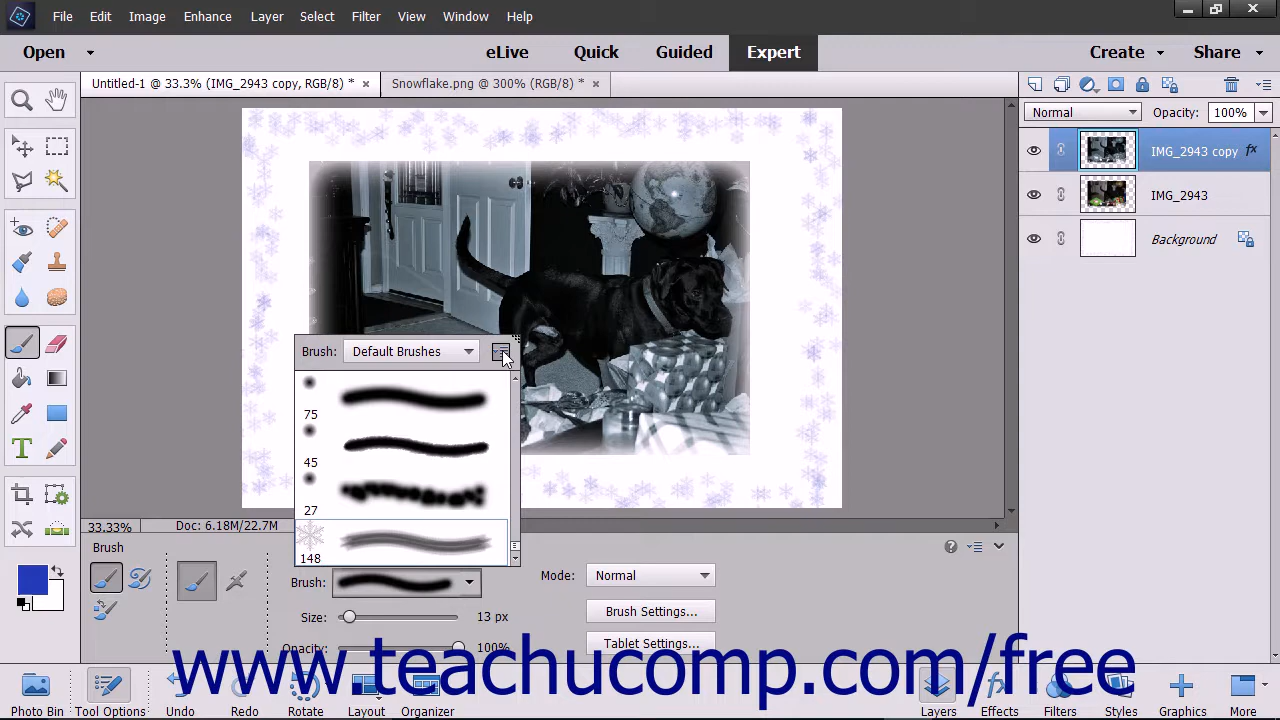 File Edit Image Enhance Layer Select Filter View Window Help
Open eLive Quick Guided Expert Create Share
Untitled-1 @ 33.3% (IMG_2943 copy, RGB/8) * × Snowflake.png @ 300% (RGB/8) * ×
Normal Opacity: 100%
IMG_2943 copy fx
IMG_2943
Background
Brush: Default Brushes
75
45
27
148
33.33% Doc: 6.18M/22.7M
Brush
Brush: Mode: Normal
Size: 13 px Brush Settings...
Opacity: 100% Tablet Settings...
www.teachucomp.com/free
Photo Bin Tool Options Undo Redo Rotate Layout Organizer Layers Effects Filters Styles Graphics More